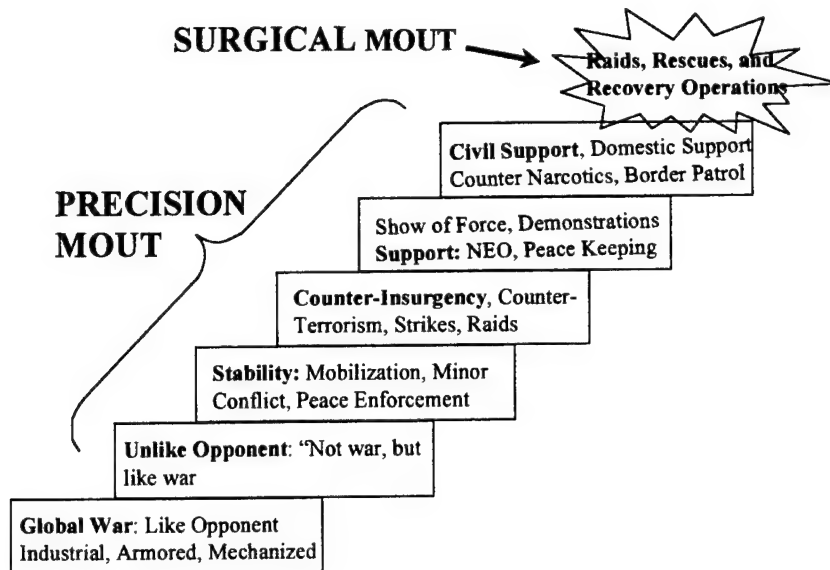 SURGICAL MOUT
Raids, Rescues, and
Recovery Operations
Civil Support, Domestic Support
Counter Narcotics, Border Patrol
PRECISION
MOUT
Show of Force, Demonstrations
Support: NEO, Peace Keeping
Counter-Insurgency, Counter-
Terrorism, Strikes, Raids
Stability: Mobilization, Minor
Conflict, Peace Enforcement
Unlike Opponent: “Not war, but
like war
Global War: Like Opponent
Industrial, Armored, Mechanized